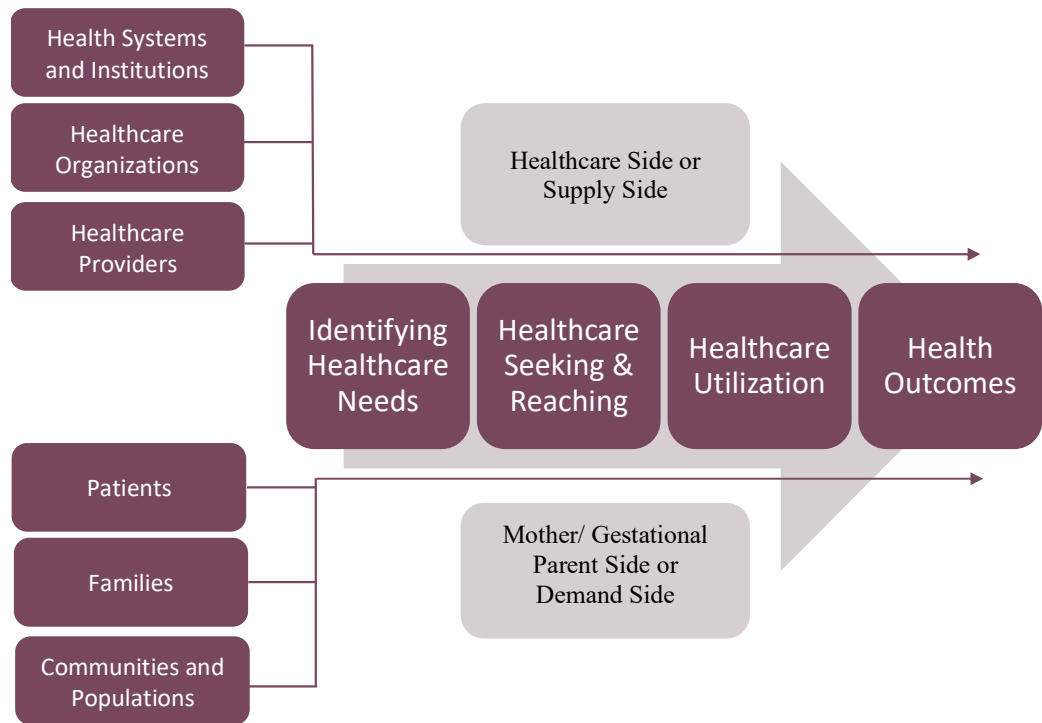 Health Systems
and Institutions
Healthcare
Organizations
Healthcare
Providers
Healthcare Side or
Supply Side
Identifying
Healthcare
Needs
Healthcare
Seeking &
Reaching
Healthcare
Utilization
Health
Outcomes
Patients
Families
Communities and
Populations
Mother/ Gestational
Parent Side or
Demand Side